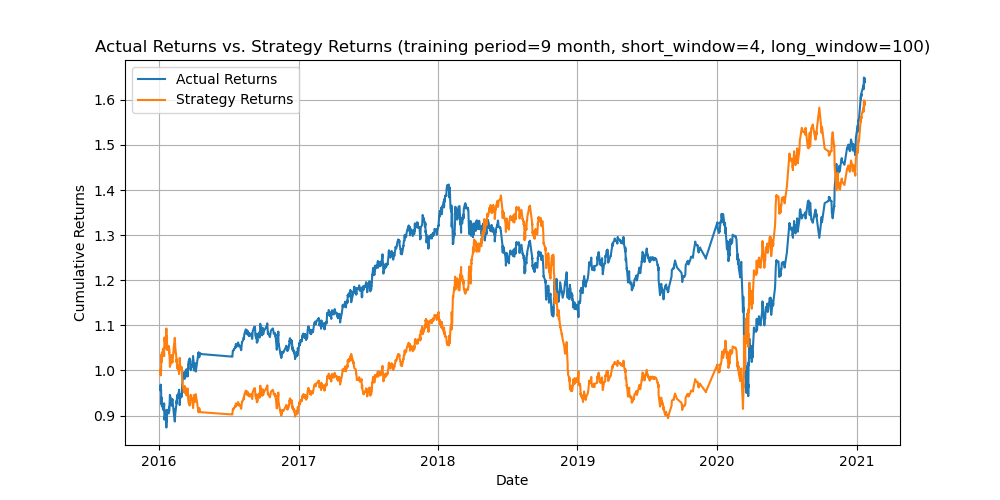 Actual Returns vs. Strategy Returns (training period=9 month, short_window=4, long_window=100)
Actual Returns
Strategy Returns
Cumulative Returns
1.6
1.5
1.4
1.3
1.2
1.1
1.0
0.9
2016 2017 2018 2019 2020 2021
Date